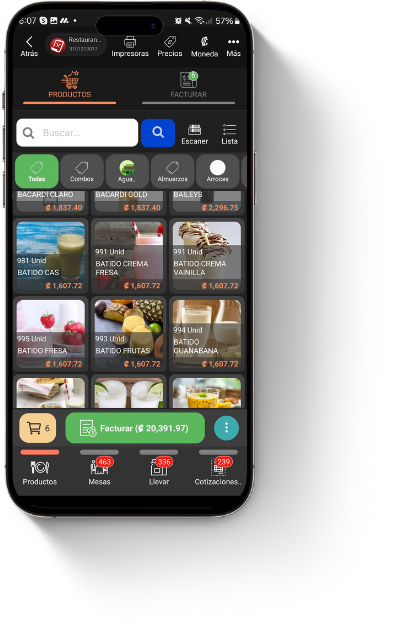 8:07 57%
Restauran...
3101273017
Atrás Impresoras Precios Moneda Más
6
PRODUCTOS FACTURAR
Buscar...
Escaner Lista
Todas Combos Agua... Almuerzos Arroces
BACARDI CLARO BACARDI GOLD BAILEYS
₡ 1,837.40 ₡ 1,837.40 ₡ 2,296.75
981 Unid 991 Unid 991 Unid
BATIDO CAS BATIDO CREMA FRESA BATIDO CREMA VAINILLA
₡ 1,607.72 ₡ 1,607.72 ₡ 1,607.72
995 Unid 993 Unid 994 Unid
BATIDO FRESA BATIDO FRUTAS BATIDO GUANABANA
₡ 1,607.72 ₡ 1,607.72 ₡ 1,607.72
6 Facturar (₡ 20,391.97)
463 336 239
Productos Mesas Llevar Cotizaciones..